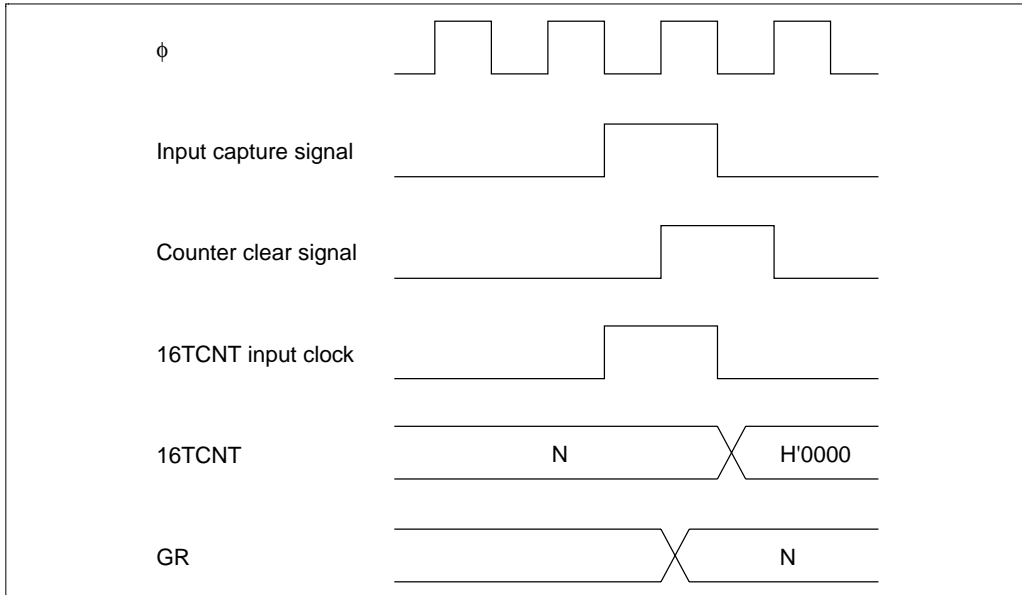 ϕ
Input capture signal
Counter clear signal
16TCNT input clock
16TCNT N H'0000
GR N